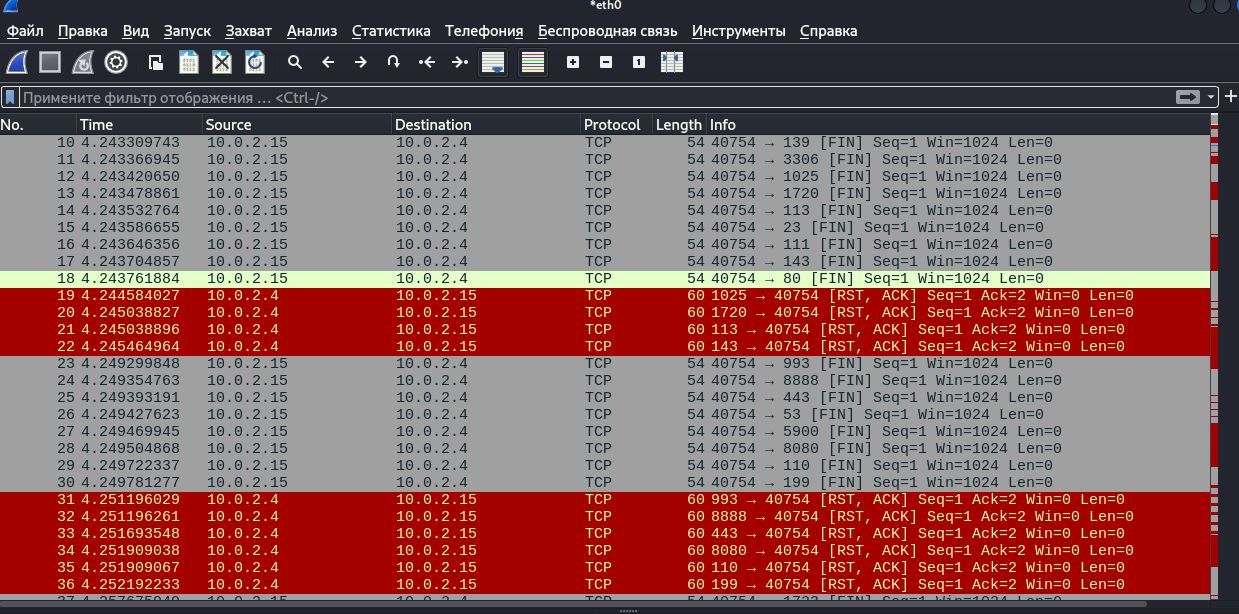 *eth0
Файл Правка Вид Запуск Захват Анализ Статистика Телефония Беспроводная связь Инструменты Справка
Примените фильтр отображения ... <Ctrl-/>
No. Time Source Destination Protocol Length Info
10 4.243309743 10.0.2.15 10.0.2.4 TCP 54 40754 → 139 [FIN] Seq=1 Win=1024 Len=0
11 4.243366945 10.0.2.15 10.0.2.4 TCP 54 40754 → 3306 [FIN] Seq=1 Win=1024 Len=0
12 4.243420650 10.0.2.15 10.0.2.4 TCP 54 40754 → 1025 [FIN] Seq=1 Win=1024 Len=0
13 4.243478861 10.0.2.15 10.0.2.4 TCP 54 40754 → 1720 [FIN] Seq=1 Win=1024 Len=0
14 4.243532764 10.0.2.15 10.0.2.4 TCP 54 40754 → 113 [FIN] Seq=1 Win=1024 Len=0
15 4.243586655 10.0.2.15 10.0.2.4 TCP 54 40754 → 23 [FIN] Seq=1 Win=1024 Len=0
16 4.243646356 10.0.2.15 10.0.2.4 TCP 54 40754 → 111 [FIN] Seq=1 Win=1024 Len=0
17 4.243704857 10.0.2.15 10.0.2.4 TCP 54 40754 → 143 [FIN] Seq=1 Win=1024 Len=0
18 4.243761884 10.0.2.15 10.0.2.4 TCP 54 40754 → 80 [FIN] Seq=1 Win=1024 Len=0
19 4.244584027 10.0.2.4 10.0.2.15 TCP 60 1025 → 40754 [RST, ACK] Seq=1 Ack=2 Win=0 Len=0
20 4.245038827 10.0.2.4 10.0.2.15 TCP 60 1720 → 40754 [RST, ACK] Seq=1 Ack=2 Win=0 Len=0
21 4.245038896 10.0.2.4 10.0.2.15 TCP 60 113 → 40754 [RST, ACK] Seq=1 Ack=2 Win=0 Len=0
22 4.245464964 10.0.2.4 10.0.2.15 TCP 60 143 → 40754 [RST, ACK] Seq=1 Ack=2 Win=0 Len=0
23 4.249299848 10.0.2.15 10.0.2.4 TCP 54 40754 → 993 [FIN] Seq=1 Win=1024 Len=0
24 4.249354763 10.0.2.15 10.0.2.4 TCP 54 40754 → 8888 [FIN] Seq=1 Win=1024 Len=0
25 4.249393191 10.0.2.15 10.0.2.4 TCP 54 40754 → 443 [FIN] Seq=1 Win=1024 Len=0
26 4.249427623 10.0.2.15 10.0.2.4 TCP 54 40754 → 53 [FIN] Seq=1 Win=1024 Len=0
27 4.249469945 10.0.2.15 10.0.2.4 TCP 54 40754 → 5900 [FIN] Seq=1 Win=1024 Len=0
28 4.249504868 10.0.2.15 10.0.2.4 TCP 54 40754 → 8080 [FIN] Seq=1 Win=1024 Len=0
29 4.249722337 10.0.2.15 10.0.2.4 TCP 54 40754 → 110 [FIN] Seq=1 Win=1024 Len=0
30 4.249781277 10.0.2.15 10.0.2.4 TCP 54 40754 → 199 [FIN] Seq=1 Win=1024 Len=0
31 4.251196029 10.0.2.4 10.0.2.15 TCP 60 993 → 40754 [RST, ACK] Seq=1 Ack=2 Win=0 Len=0
32 4.251196261 10.0.2.4 10.0.2.15 TCP 60 8888 → 40754 [RST, ACK] Seq=1 Ack=2 Win=0 Len=0
33 4.251693548 10.0.2.4 10.0.2.15 TCP 60 443 → 40754 [RST, ACK] Seq=1 Ack=2 Win=0 Len=0
34 4.251909038 10.0.2.4 10.0.2.15 TCP 60 8080 → 40754 [RST, ACK] Seq=1 Ack=2 Win=0 Len=0
35 4.251909067 10.0.2.4 10.0.2.15 TCP 60 110 → 40754 [RST, ACK] Seq=1 Ack=2 Win=0 Len=0
36 4.252192233 10.0.2.4 10.0.2.15 TCP 60 199 → 40754 [RST, ACK] Seq=1 Ack=2 Win=0 Len=0